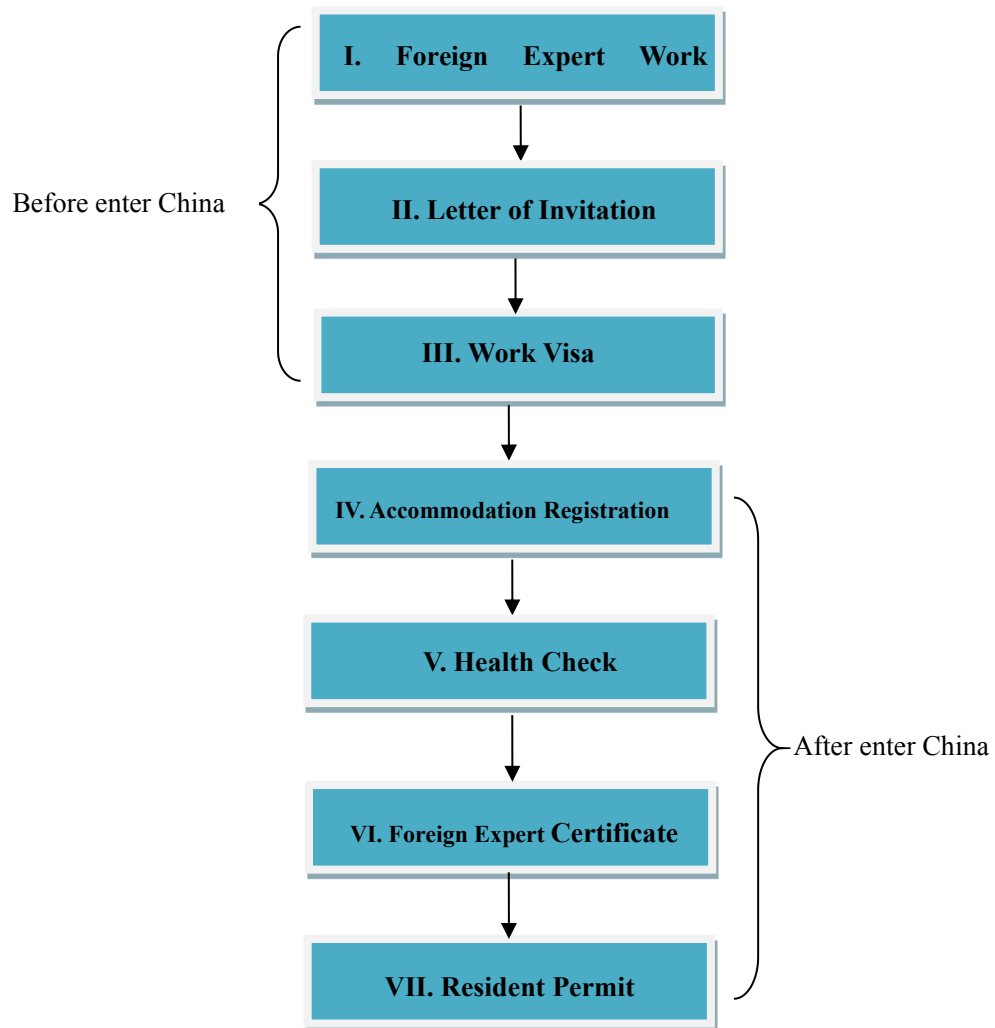 I. Foreign Expert Work
Before enter China
II. Letter of Invitation
III. Work Visa
IV. Accommodation Registration
V. Health Check
After enter China
VI. Foreign Expert Certificate
VII. Resident Permit